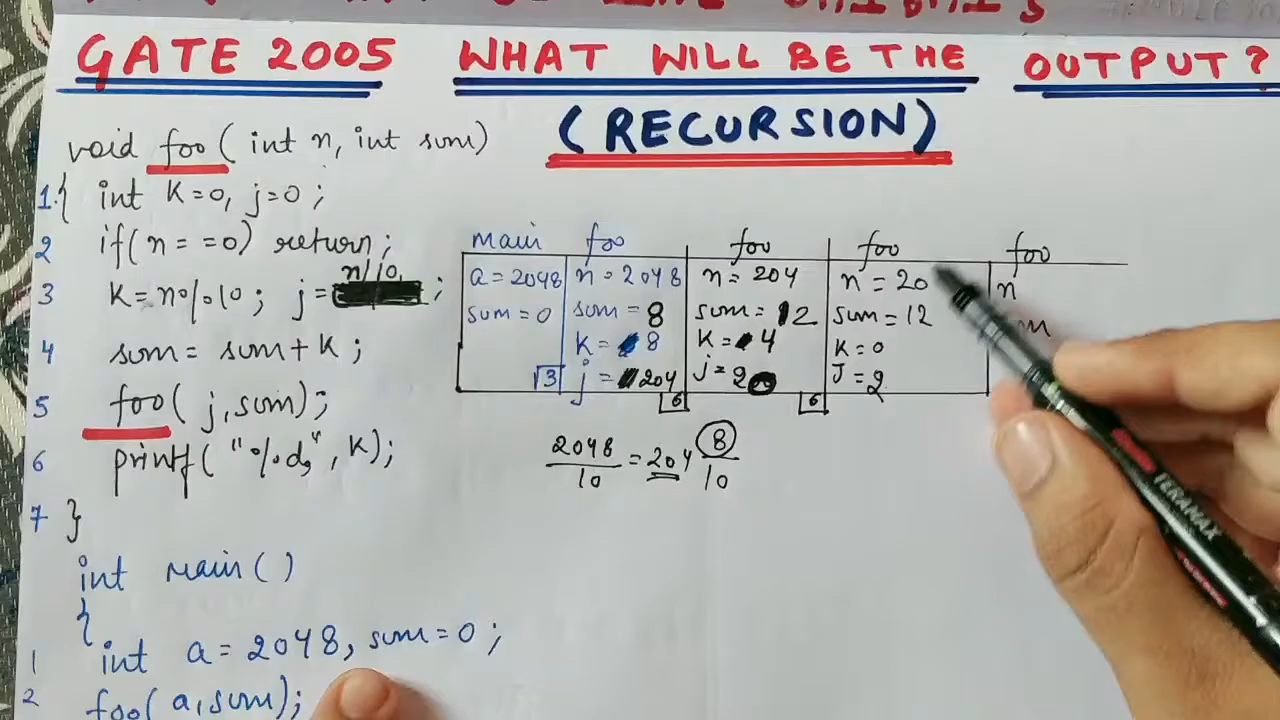 GATE 2005 WHAT WILL BE THE OUTPUT?
(RECURSION)
void foo( int n, int sum)
1.{ int K=0, j=0 ;
2 if(n==0) return;
n/10
3 K=n%10; j= ;
4 sum= sum+K;
5 foo( j,sum);
6 printf( "%d," , K);
7 }
int main()
{
1 int a=2048, sum=0 ;
2 foo( a,sum);
main foo foo foo foo
a=2048 n=2048 n=204 n=20 n
sum=0 sum=8 sum=12 sum=12
K= 8 K= 4 K=0
3 j= 204 j=2 J=2
6 6
2048 8
= 204
10 10
TERAMAX